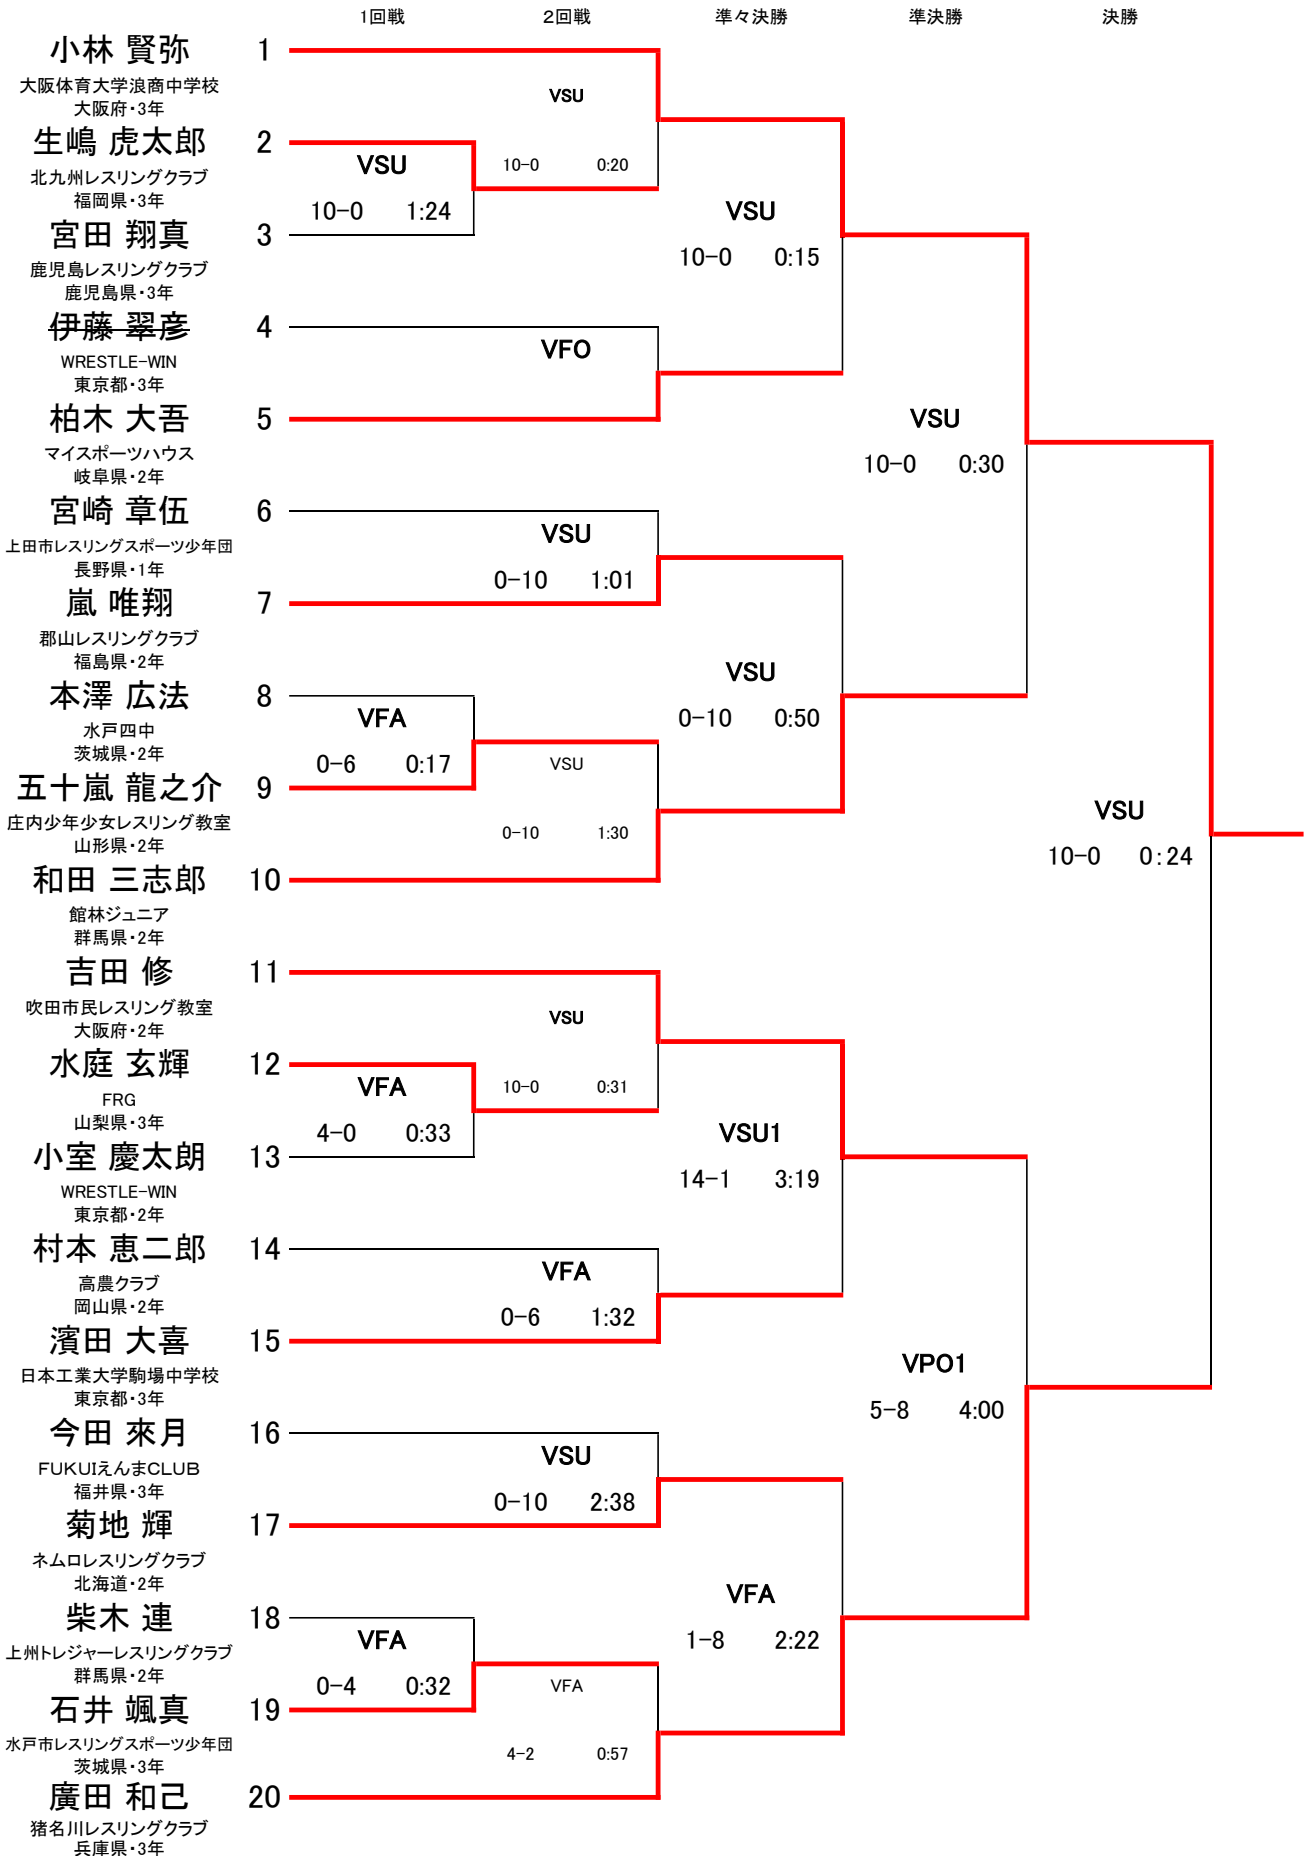 1回戦 2回戦 準々決勝 準決勝 決勝
小林 賢弥 1
大阪体育大学浪商中学校
大阪府・3年
VSU
生嶋 虎太郎 2
VSU
10-0 0:20
北九州レスリングクラブ
福岡県・3年
10-0 1:24
VSU
宮田 翔真 3
10-0 0:15
鹿児島レスリングクラブ
鹿児島県・3年
伊藤 翠彦 4
VFO
WRESTLE-WIN
東京都・3年
柏木 大吾 5
VSU
マイスポーツハウス
岐阜県・2年
10-0 0:30
宮崎 章伍 6
VSU
上田市レスリングスポーツ少年団
長野県・1年
0-10 1:01
嵐 唯翔 7
郡山レスリングクラブ
福島県・2年
VSU
本澤 広法 8
VFA
0-10 0:50
水戸四中
茨城県・2年
0-6 0:17
VSU
五十嵐 龍之介 9
VSU
庄内少年少女レスリング教室
山形県・2年
0-10 1:30
10-0 0:24
和田 三志郎 10
館林ジュニア
群馬県・2年
吉田 修 11
吹田市民レスリング教室
大阪府・2年
VSU
水庭 玄輝 12
VFA
10-0 0:31
FRG
山梨県・3年
4-0 0:33
VSU1
小室 慶太朗 13
14-1 3:19
WRESTLE-WIN
東京都・2年
村本 恵二郎 14
VFA
高農クラブ
岡山県・2年
0-6 1:32
濱田 大喜 15
VPO1
日本工業大学駒場中学校
東京都・3年
5-8 4:00
今田 來月 16
VSU
FUKUIえんまCLUB
福井県・3年
0-10 2:38
菊地 輝 17
ネムロレスリングクラブ
北海道・2年
VFA
柴木 連 18
VFA
1-8 2:22
上州トレジャーレスリングクラブ
群馬県・2年
0-4 0:32
VFA
石井 颯真 19
水戸市レスリングスポーツ少年団
茨城県・3年
4-2 0:57
廣田 和己 20
猪名川レスリングクラブ
兵庫県・3年